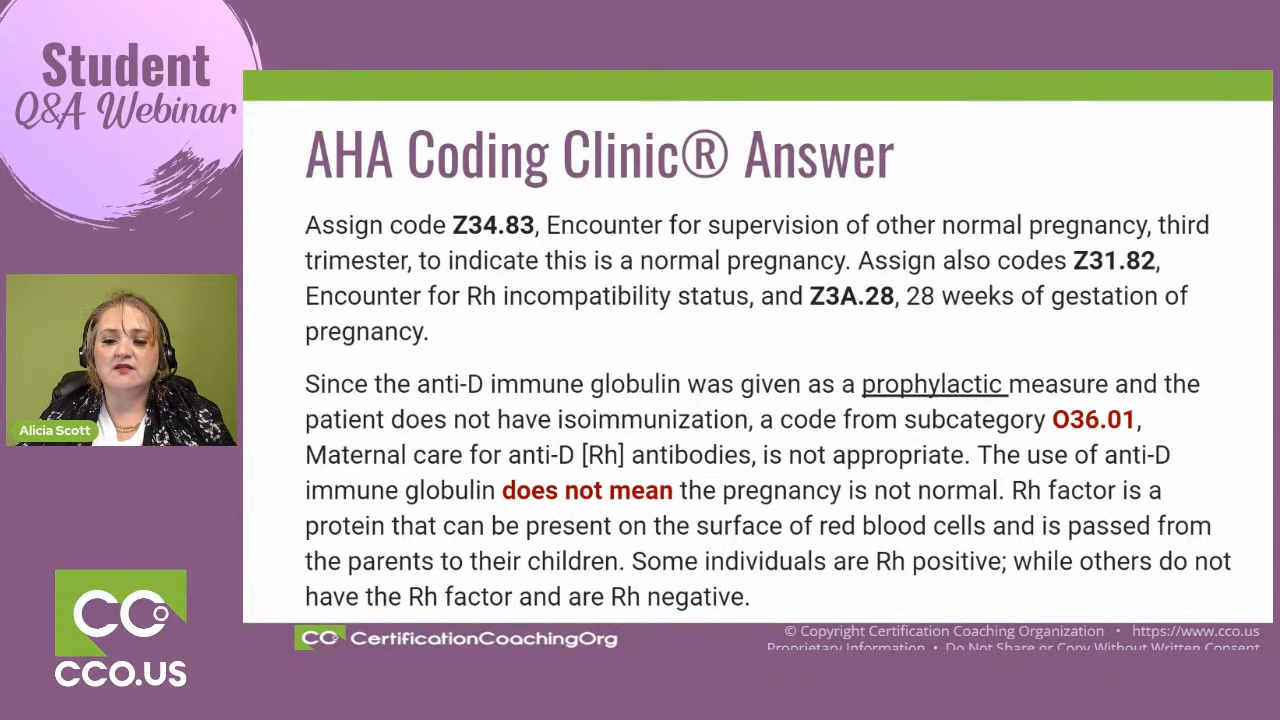 Student
Q&A Webinar
AHA Coding Clinic® Answer
Assign code Z34.83, Encounter for supervision of other normal pregnancy, third
trimester, to indicate this is a normal pregnancy. Assign also codes Z31.82,
Encounter for Rh incompatibility status, and Z3A.28, 28 weeks of gestation of
pregnancy.
Since the anti-D immune globulin was given as a prophylactic measure and the
patient does not have isoimmunization, a code from subcategory O36.01,
Maternal care for anti-D [Rh] antibodies, is not appropriate. The use of anti-D
immune globulin does not mean the pregnancy is not normal. Rh factor is a
protein that can be present on the surface of red blood cells and is passed from
the parents to their children. Some individuals are Rh positive; while others do not
have the Rh factor and are Rh negative.
Alicia Scott
CCO
CCO.US
CCO CertificationCoachingOrg
© Copyright Certification Coaching Organization • https://www.cco.us
Proprietary Information • Do Not Share or Copy Without Written Consent